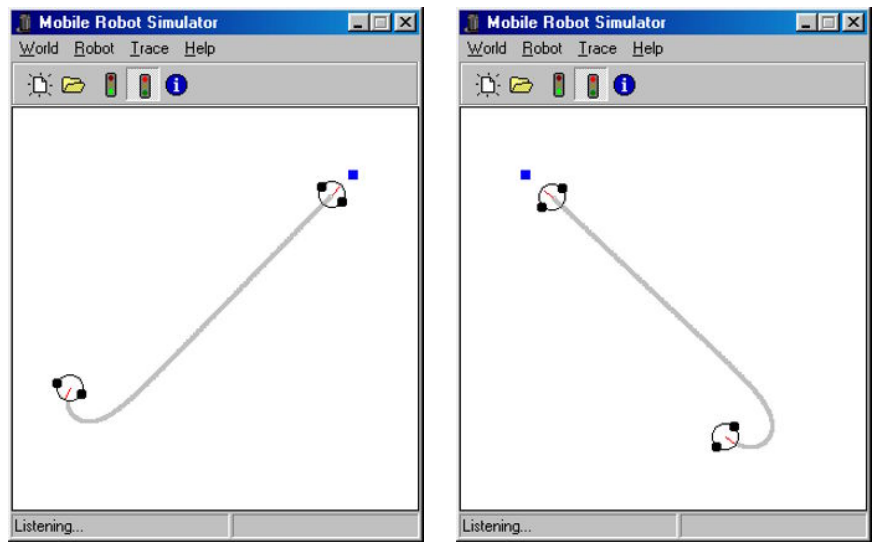 Mobile Robot Simulator
World Robot Trace Help
i
Listening...
Mobile Robot Simulator
World Robot Trace Help
i
Listening...